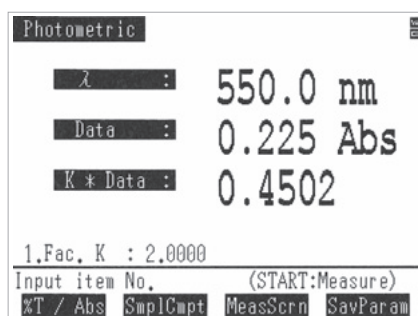 Photometric
λ : 550.0 nm
Data : 0.225 Abs
K * Data : 0.4502
1.Fac. K : 2.0000
Input item No. (START:Measure)
%T / Abs SmplCmpt MeasScrn SavParam